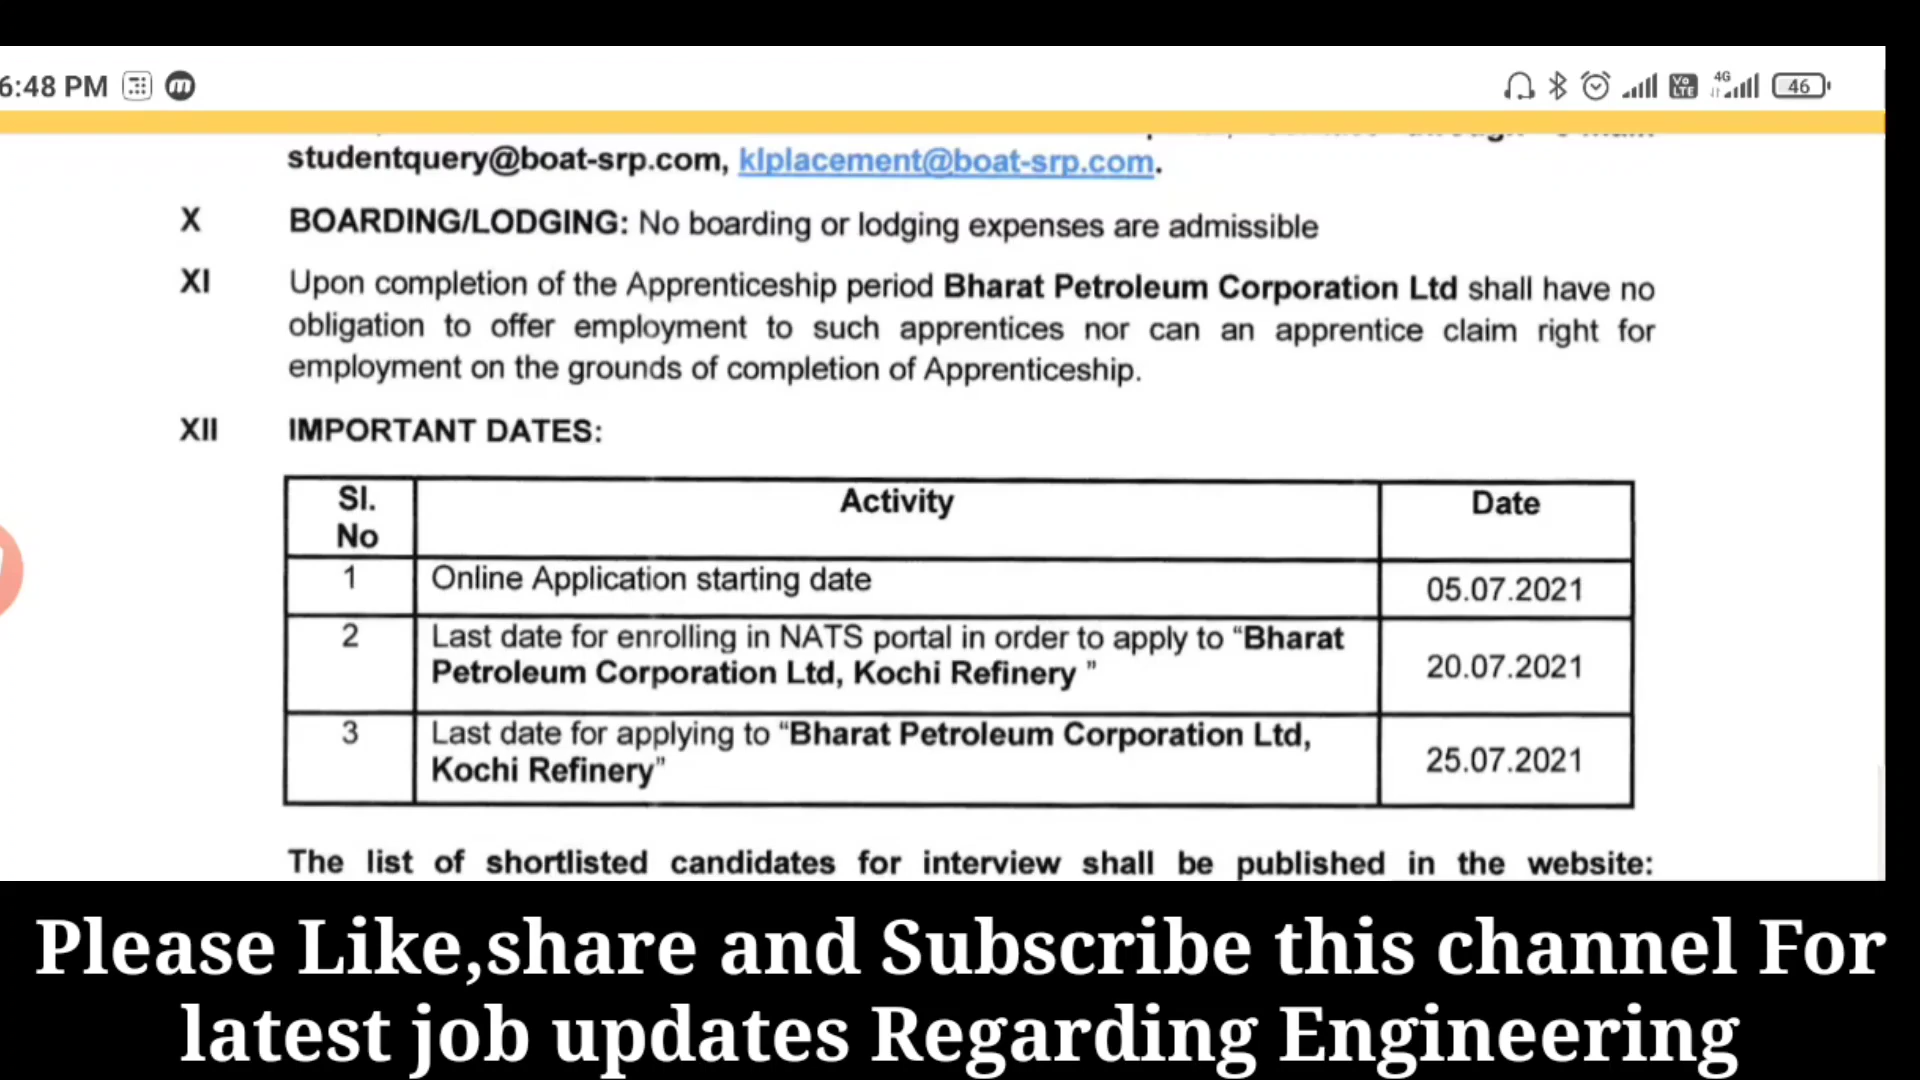 6:48 PM
4G
Vo LTE
46
studentquery@boat-srp.com, klplacement@boat-srp.com.
X BOARDING/LODGING: No boarding or lodging expenses are admissible
XI Upon completion of the Apprenticeship period Bharat Petroleum Corporation Ltd shall have no
obligation to offer employment to such apprentices nor can an apprentice claim right for
employment on the grounds of completion of Apprenticeship.
XII IMPORTANT DATES:
Sl. No Activity Date
1 Online Application starting date 05.07.2021
2 Last date for enrolling in NATS portal in order to apply to “Bharat
Petroleum Corporation Ltd, Kochi Refinery ” 20.07.2021
3 Last date for applying to “Bharat Petroleum Corporation Ltd,
Kochi Refinery” 25.07.2021
The list of shortlisted candidates for interview shall be published in the website:
Please Like,share and Subscribe this channel For
latest job updates Regarding Engineering